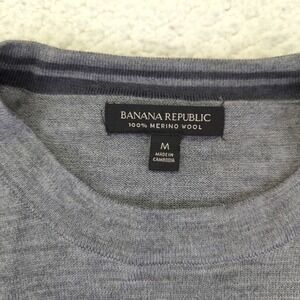 BANANA REPUBLIC
100% MERINO WOOL
M
MADE IN
CAMBODIA